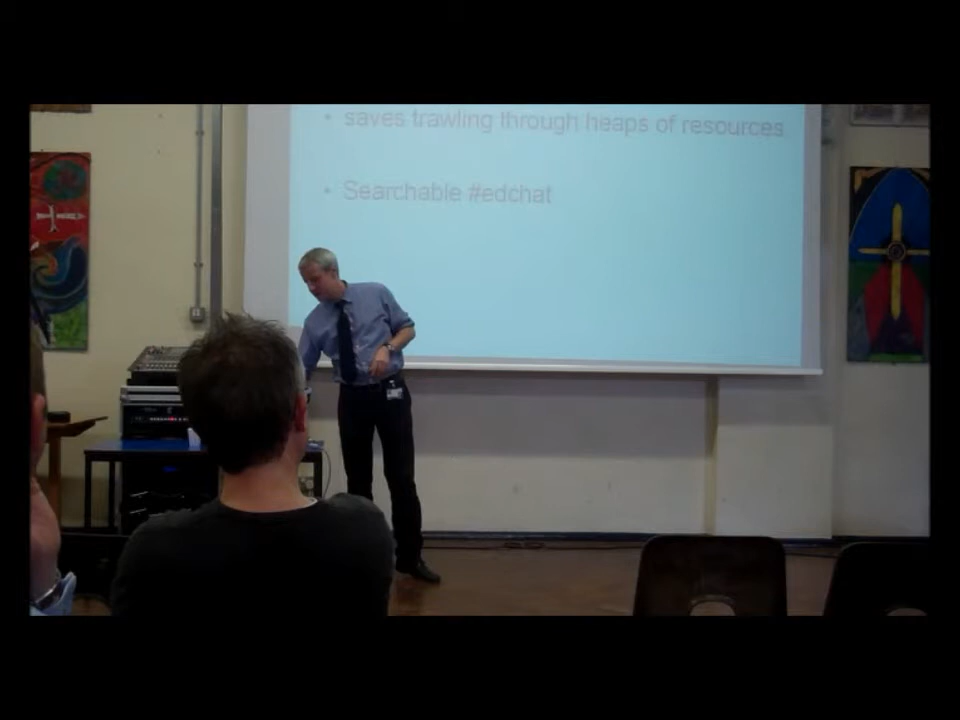 • saves trawling through heaps of resources
• Searchable #edchat